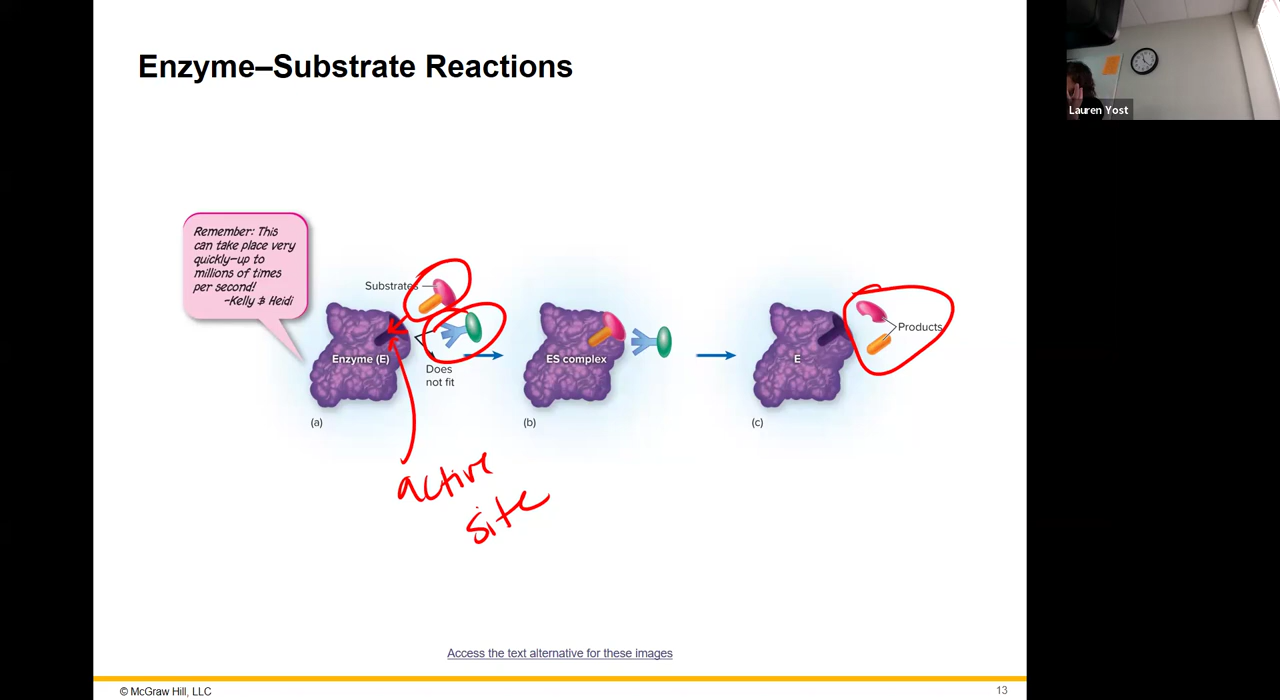 Enzyme–Substrate Reactions
Lauren Yost
Remember: This
can take place very
quickly–up to
millions of times
per second!
–Kelly & Heidi
Substrates
Enzyme (E)
Does
not fit
(a)
ES complex
(b)
E
Products
(c)
active
site
Access the text alternative for these images
© McGraw Hill, LLC
13